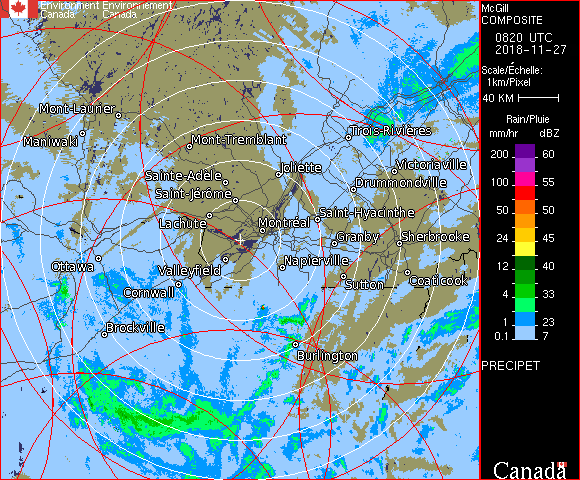 Environment Environnement
Canada Canada
McGill
COMPOSITE
0820 UTC
2018-11-27
Scale/Échelle:
1km/Pixel
40 KM
Rain/Pluie
mm/hr dBZ
200 60
150 57
100 55
50 50
24 45
12 40
4 33
1 23
0.1 7
PRECIPET
Canada
Mont-Laurier
Maniwaki
Mont-Tremblant
Trois-Rivières
Joliette
Victoriaville
Sainte-Adèle
Drummondville
Saint-Jérôme
Saint-Hyacinthe
Lachute
Montréal
Granby
Sherbrooke
Ottawa
Valleyfield
Napierville
Cornwall
Sutton
Coaticook
Brockville
Burlington